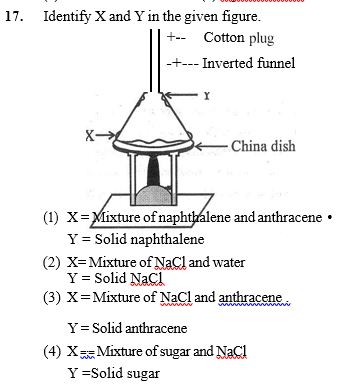 17. Identify X and Y in the given figure.
+-- Cotton plug
-+--- Inverted funnel
Y
X
China dish
(1) X=Mixture of naphthalene and anthracene •
Y = Solid naphthalene
(2) X= Mixture of NaCl and water
Y = Solid NaCl
(3) X=Mixture of NaCl and anthracene.
Y=Solid anthracene
(4) X==Mixture of sugar and NaCl
Y =Solid sugar